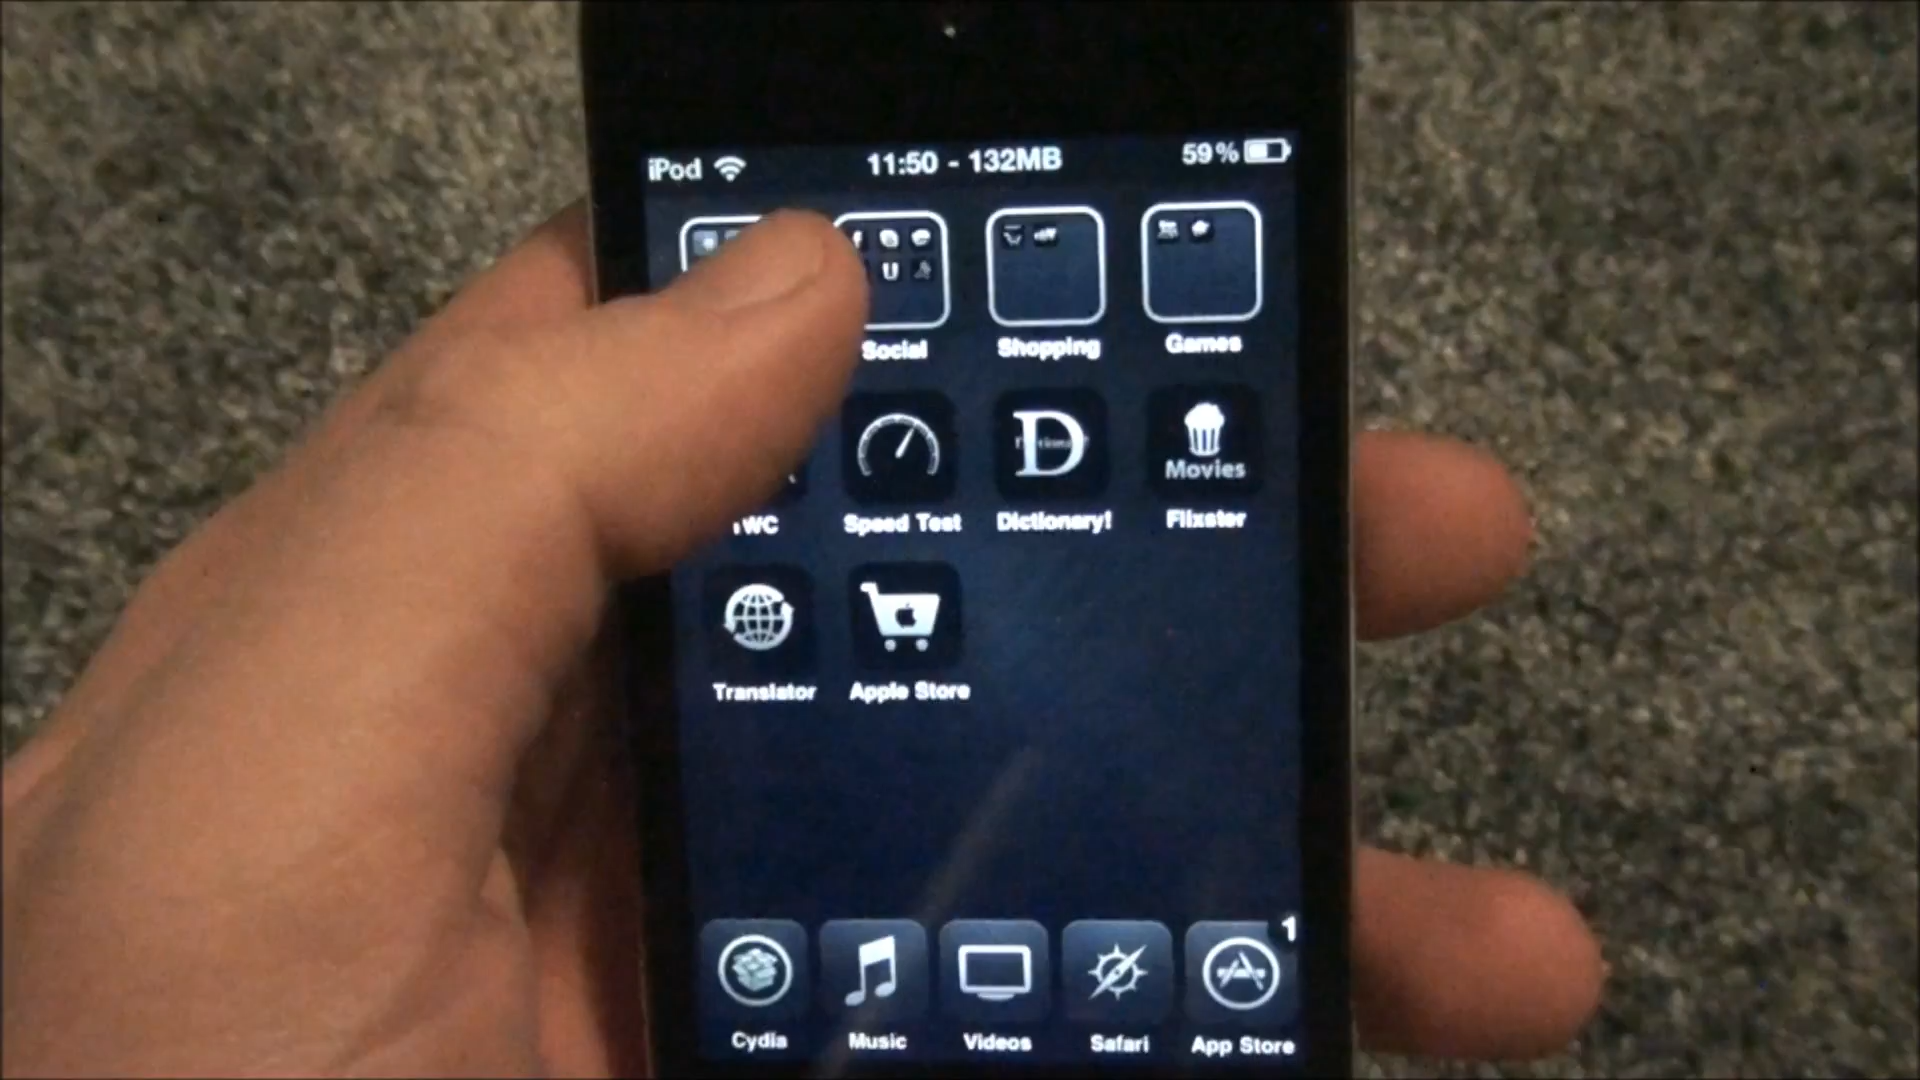 iPod 11:50 - 132MB 59%
Social Shopping Games
D
Movies
WC Speed Test Dictionary! Flixster
Translator Apple Store
1
Cydia Music Videos Safari App Store